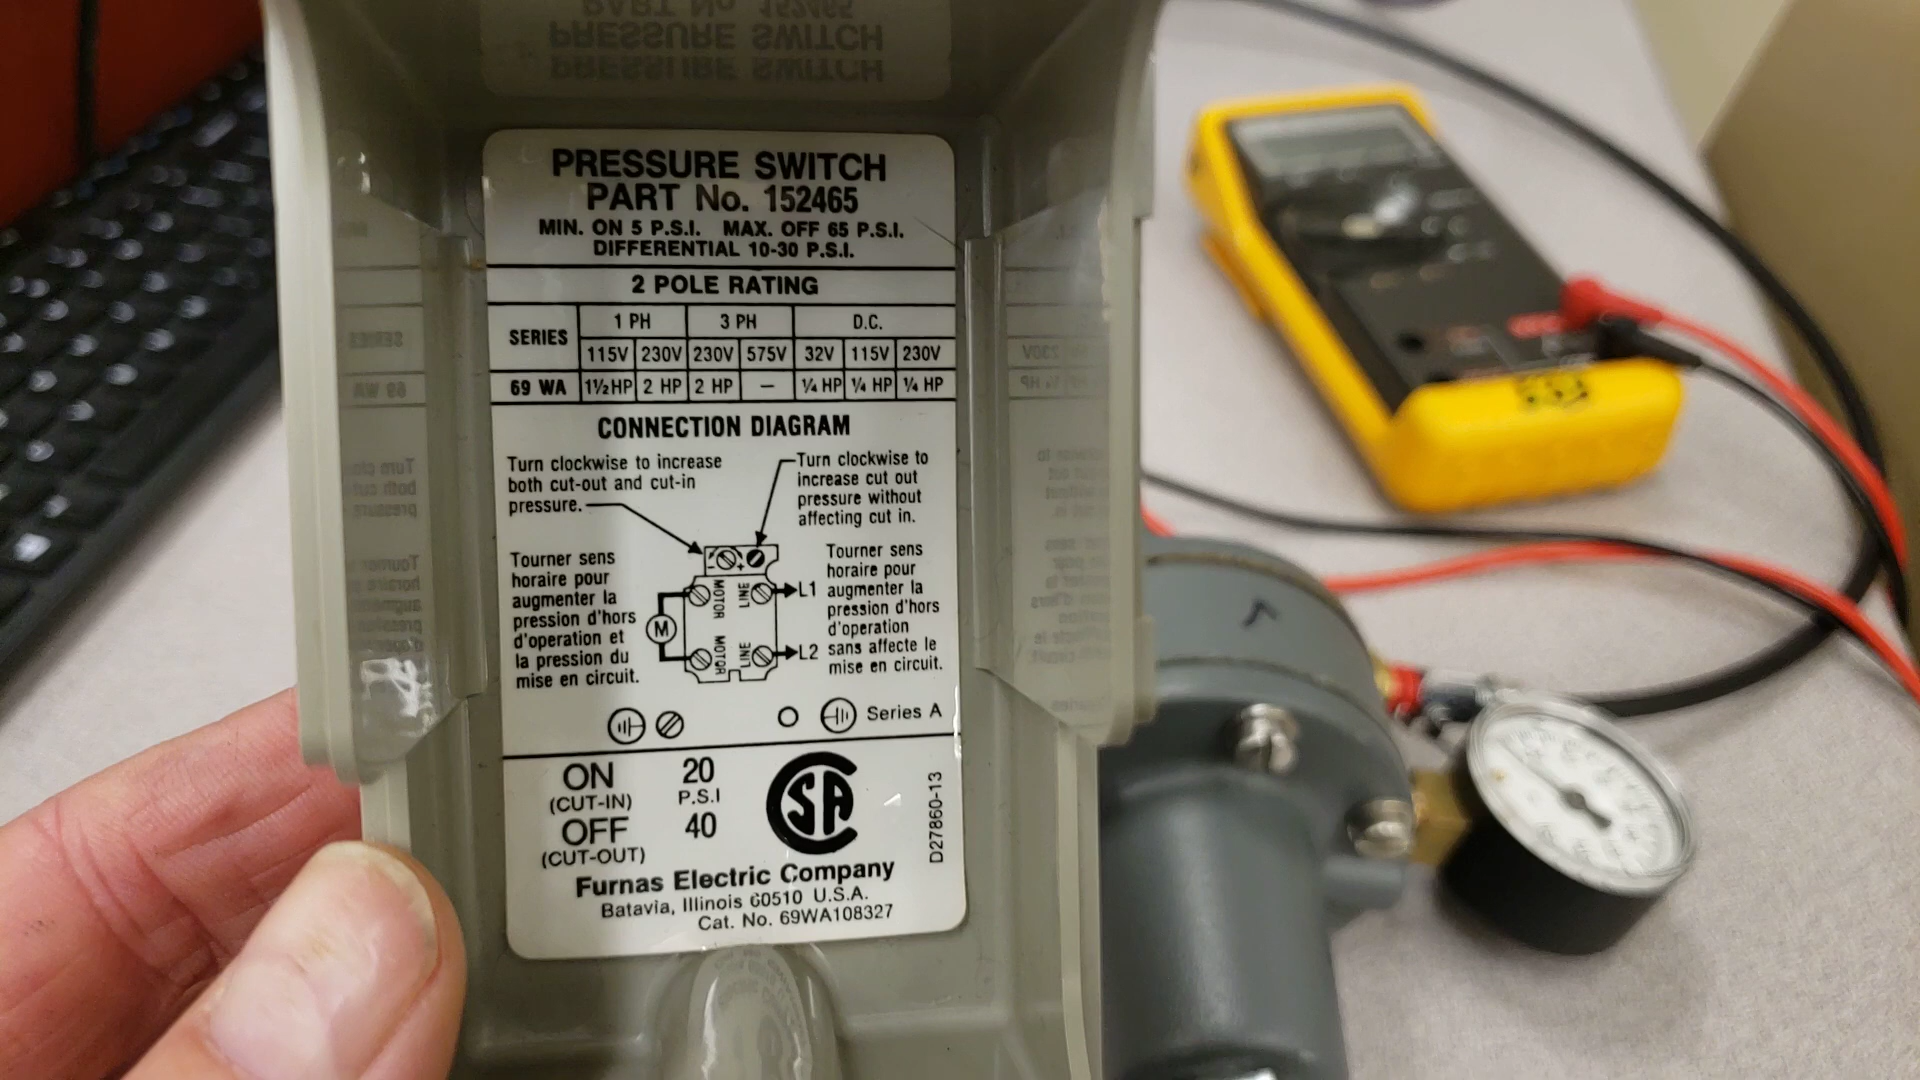 PRESSURE SWITCH
PART No. 152465
MIN. ON 5 P.S.I. MAX. OFF 65 P.S.I.
DIFFERENTIAL 10-30 P.S.I.
2 POLE RATING
SERIES 1 PH 3 PH D.C.
115V 230V 230V 575V 32V 115V 230V
69 WA 1½HP 2 HP 2 HP — ¼ HP ¼ HP ¼ HP
CONNECTION DIAGRAM
Turn clockwise to increase
both cut-out and cut-in
pressure.
Turn clockwise to
increase cut out
pressure without
affecting cut in.
Tourner sens
horaire pour
augmenter la
pression d'hors
d'operation et
la pression du
mise en circuit.
- +
MOTOR LINE L1
M
MOTOR LINE L2
Tourner sens
horaire pour
augmenter la
pression d'hors
d'operation
sans affecte le
mise en circuit.
Series A
ON 20
(CUT-IN) P.S.I
OFF 40
(CUT-OUT)
SA
D27860-13
Furnas Electric Company
Batavia, Illinois 60510 U.S.A.
Cat. No. 69WA108327